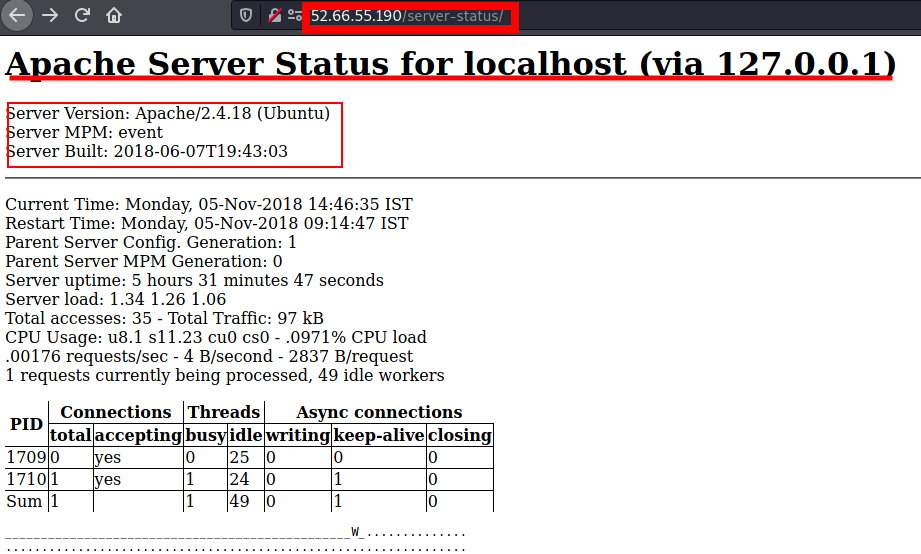 52.66.55.190/server-status/
Apache Server Status for localhost (via 127.0.0.1)
Server Version: Apache/2.4.18 (Ubuntu)
Server MPM: event
Server Built: 2018-06-07T19:43:03
Current Time: Monday, 05-Nov-2018 14:46:35 IST
Restart Time: Monday, 05-Nov-2018 09:14:47 IST
Parent Server Config. Generation: 1
Parent Server MPM Generation: 0
Server uptime: 5 hours 31 minutes 47 seconds
Server load: 1.34 1.26 1.06
Total accesses: 35 - Total Traffic: 97 kB
CPU Usage: u8.1 s11.23 cu0 cs0 - .0971% CPU load
.00176 requests/sec - 4 B/second - 2837 B/request
1 requests currently being processed, 49 idle workers
PID Connections Threads Async connections
total accepting busy idle writing keep-alive closing
1709 0 yes 0 25 0 0 0
1710 1 yes 1 24 0 1 0
Sum 1 1 49 0 1 0
_________________________________________________W_..............
.................................................................